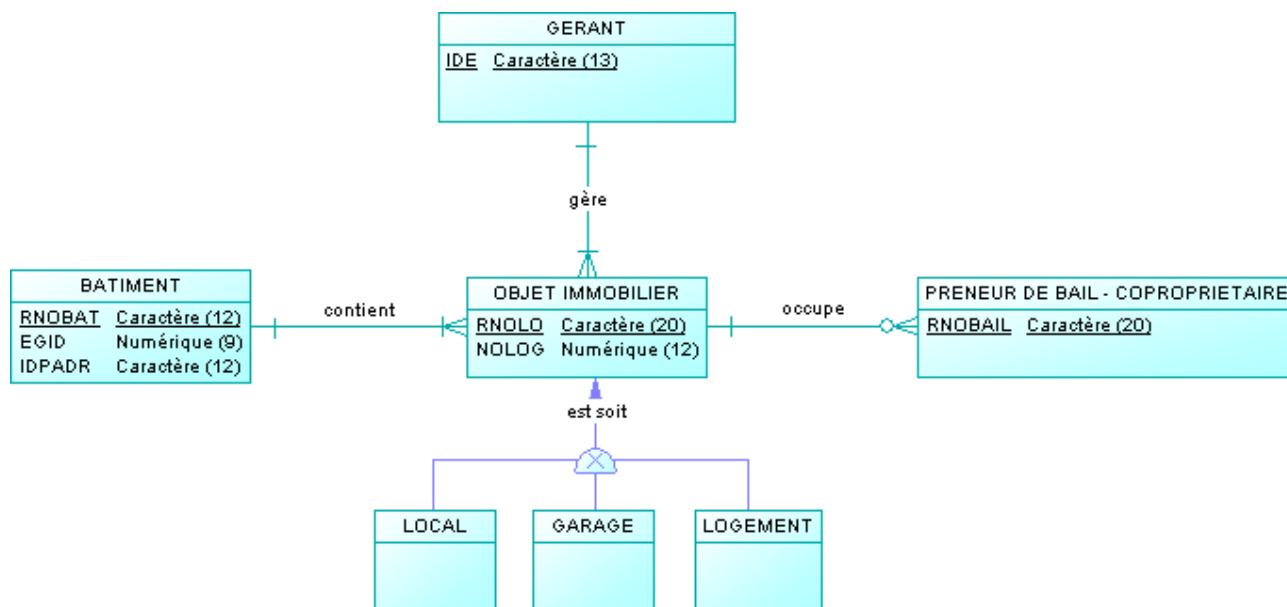 GERANT
IDE Caractère (13)
gère
BATIMENT
RNOBAT Caractère (12)
EGID Numérique (9)
IDPADR Caractère (12)
contient
OBJET IMMOBILIER
RNOLO Caractère (20)
NOLOG Numérique (12)
occupe
PRENEUR DE BAIL - COPROPRIETAIRE
RNOBAIL Caractère (20)
est soit
LOCAL
GARAGE
LOGEMENT